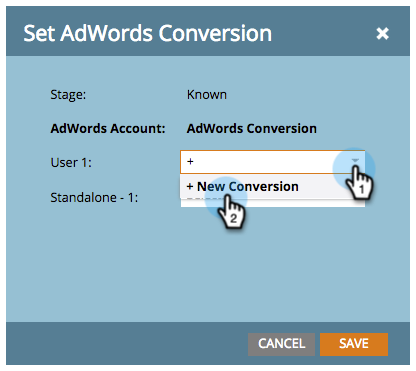 Set AdWords Conversion ×
Stage: Known
AdWords Account: AdWords Conversion
User 1: +
1
+ New Conversion
Standalone - 1:
2
CANCEL SAVE